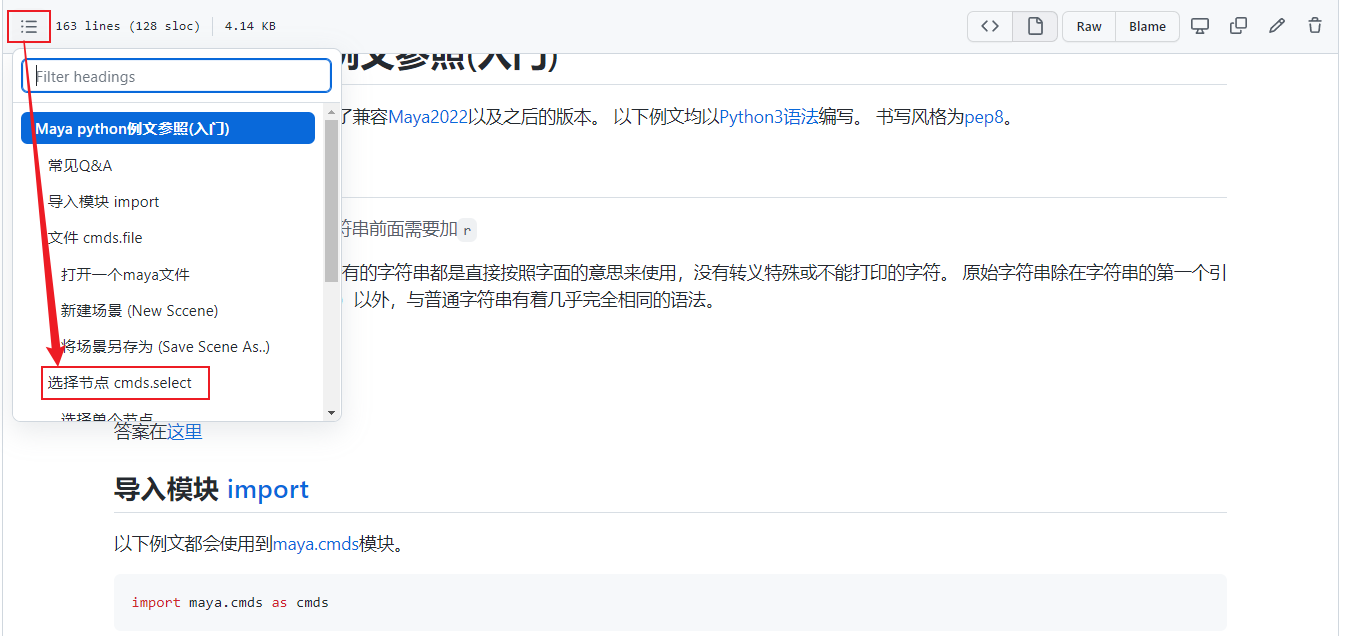 163 lines (128 sloc) 4.14 KB
Raw Blame
Filter headings
例文参照(入门)
Maya python例文参照(入门)
了兼容Maya2022以及之后的版本。 以下例文均以Python3语法编写。 书写风格为pep8。
常见Q&A
导入模块 import
符串前面需要加 r
文件 cmds.file
打开一个maya文件
有的字符串都是直接按照字面的意思来使用，没有转义特殊或不能打印的字符。 原始字符串除在字符串的第一个引
）以外，与普通字符串有着几乎完全相同的语法。
新建场景 (New Sccene)
将场景另存为 (Save Scene As..)
选择节点 cmds.select
选择单个节点
答案在这里
导入模块 import
以下例文都会使用到maya.cmds模块。
import maya.cmds as cmds